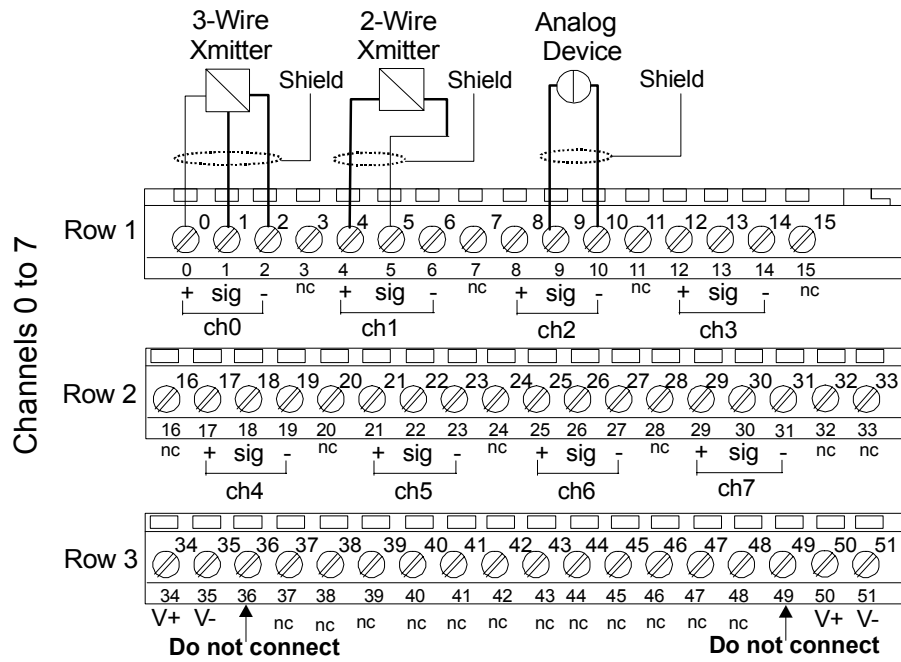 3-Wire Xmitter
2-Wire Xmitter
Analog Device
Shield
Shield
Shield
Channels 0 to 7
Row 1
0 1 2 3 4 5 6 7 8 9 10 11 12 13 14 15
0 1 2 3 4 5 6 7 8 9 10 11 12 13 14 15
+ sig - nc + sig - nc + sig - nc + sig - nc
ch0 ch1 ch2 ch3
Row 2
16 17 18 19 20 21 22 23 24 25 26 27 28 29 30 31 32 33
16 17 18 19 20 21 22 23 24 25 26 27 28 29 30 31 32 33
nc + sig - nc + sig - nc + sig - nc + sig - nc nc
ch4 ch5 ch6 ch7
Row 3
34 35 36 37 38 39 40 41 42 43 44 45 46 47 48 49 50 51
34 35 36 37 38 39 40 41 42 43 44 45 46 47 48 49 50 51
V+ V- nc nc nc nc nc nc nc nc nc nc nc nc V+ V-
Do not connect Do not connect